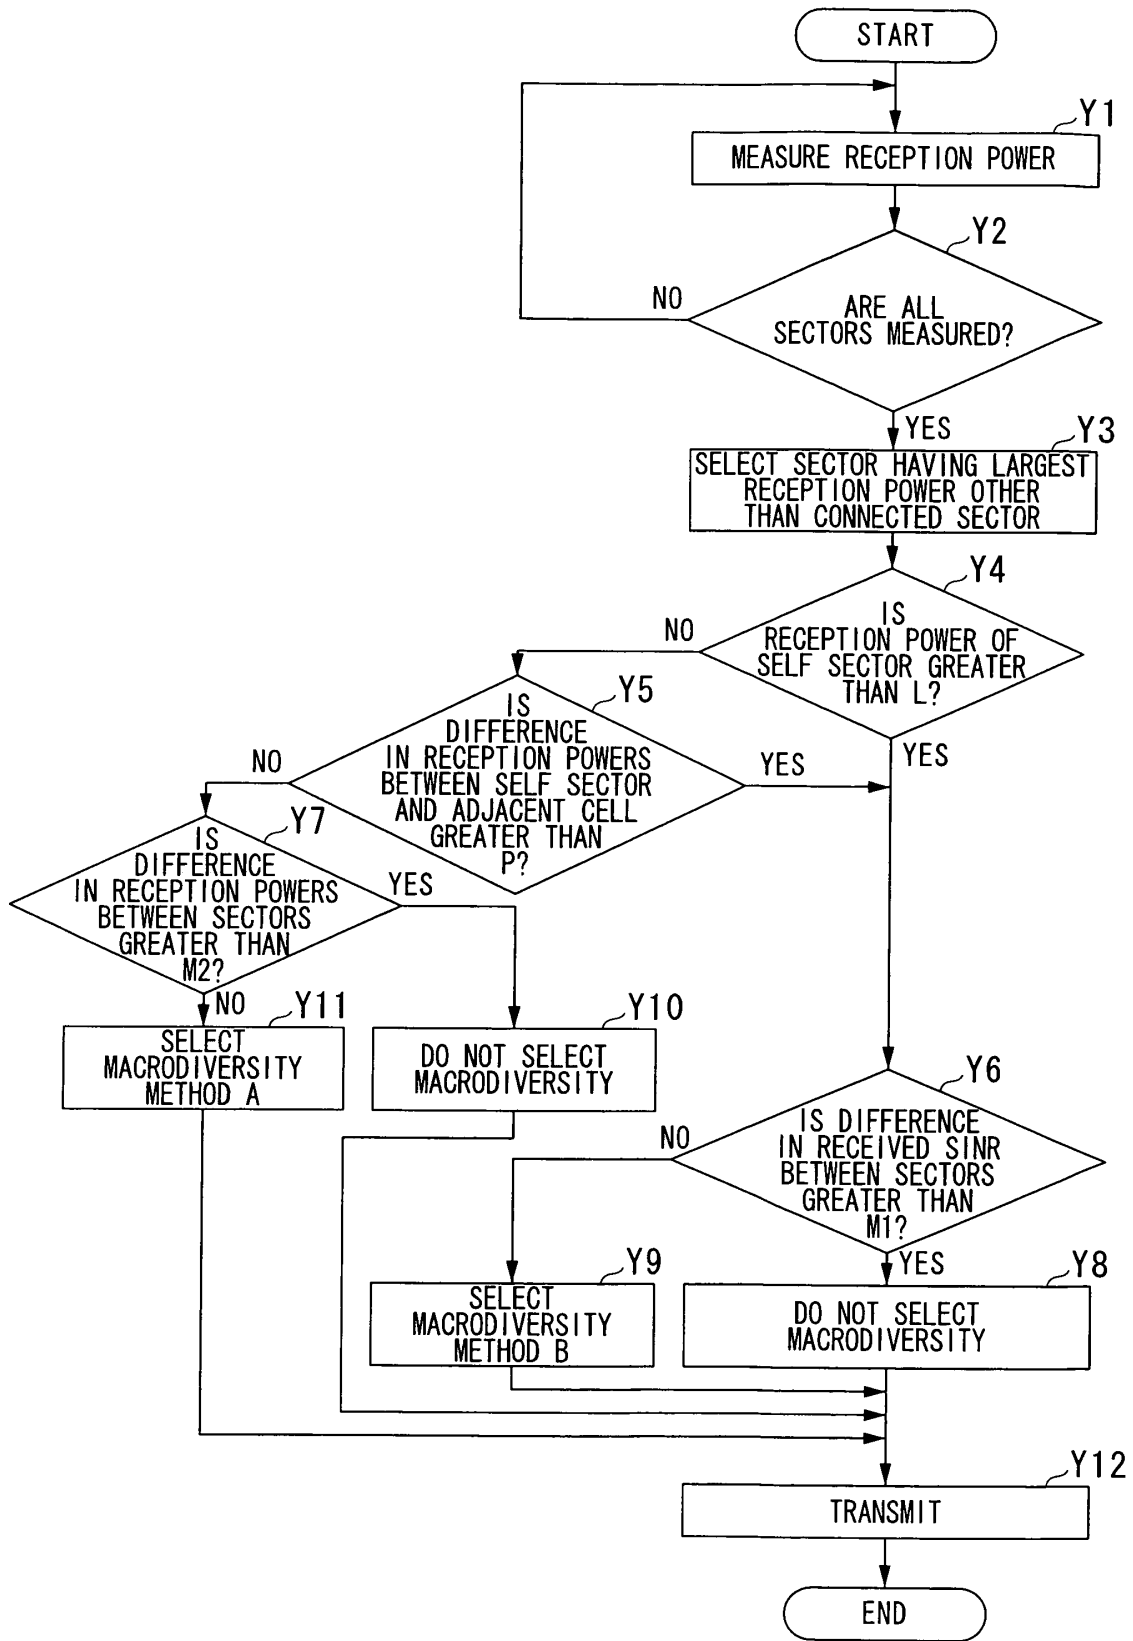 START
Y1
MEASURE RECEPTION POWER
Y2
ARE ALL
SECTORS MEASURED?
NO
YES
Y3
SELECT SECTOR HAVING LARGEST
RECEPTION POWER OTHER
THAN CONNECTED SECTOR
Y4
IS
RECEPTION POWER OF
SELF SECTOR GREATER
THAN L?
NO
YES
Y5
IS
DIFFERENCE
IN RECEPTION POWERS
BETWEEN SELF SECTOR
AND ADJACENT CELL
GREATER THAN
P?
NO
YES
Y7
IS
DIFFERENCE
IN RECEPTION POWERS
BETWEEN SECTORS
GREATER THAN
M2?
YES
NO
Y11
SELECT
MACRODIVERSITY
METHOD A
Y10
DO NOT SELECT
MACRODIVERSITY
Y6
IS DIFFERENCE
IN RECEIVED SINR
BETWEEN SECTORS
GREATER THAN
M1?
NO
YES
Y9
SELECT
MACRODIVERSITY
METHOD B
Y8
DO NOT SELECT
MACRODIVERSITY
Y12
TRANSMIT
END